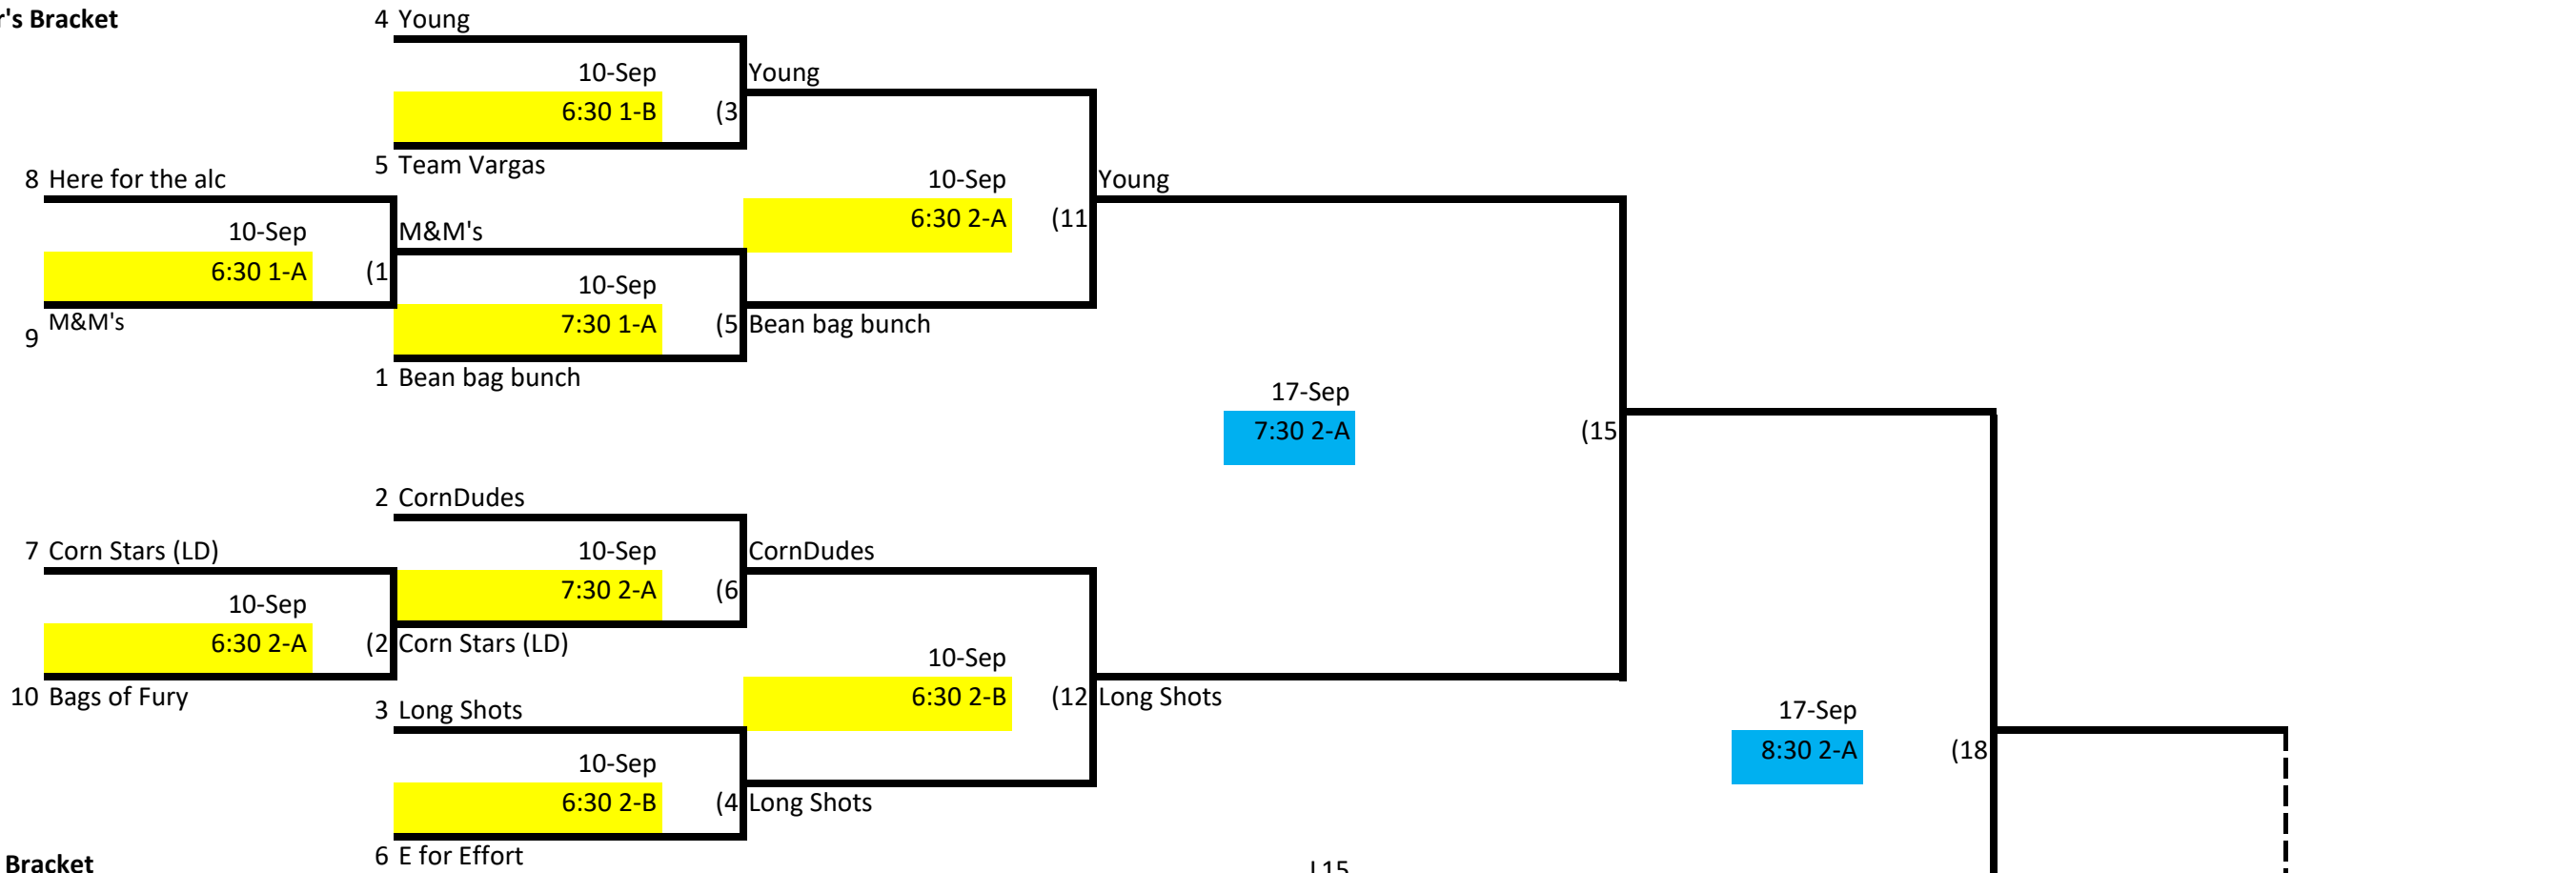 r's Bracket
4 Young
10-Sep
Young
6:30 1-B (3
5 Team Vargas
8 Here for the alc
10-Sep
Young
6:30 2-A (11
10-Sep
M&M's
6:30 1-A (1
10-Sep
9 M&M's
7:30 1-A (5 Bean bag bunch
1 Bean bag bunch
17-Sep
7:30 2-A (15
2 CornDudes
7 Corn Stars (LD)
10-Sep
CornDudes
7:30 2-A (6
10-Sep
6:30 2-A (2 Corn Stars (LD)
10-Sep
10 Bags of Fury
6:30 2-B (12 Long Shots
3 Long Shots
17-Sep
8:30 2-A (18
10-Sep
6:30 2-B (4 Long Shots
6 E for Effort
Bracket
L15